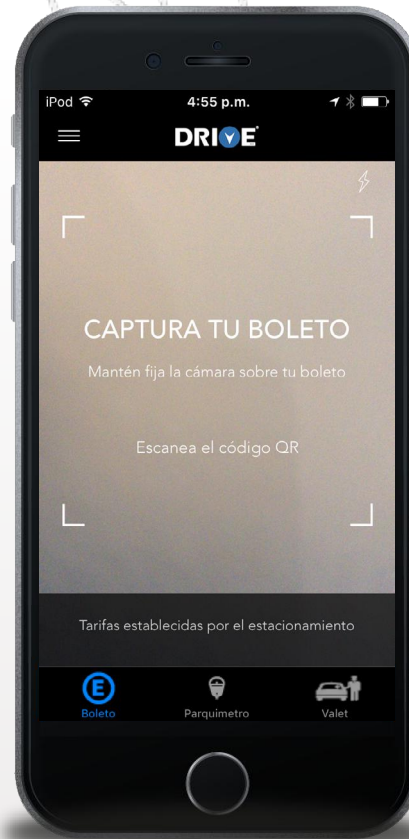 iPod 4:55 p.m.
DRIVE
CAPTURA TU BOLETO
Mantén fija la cámara sobre tu boleto
Escanea el código QR
Tarifas establecidas por el estacionamiento
E
Boleto Parquimetro Valet